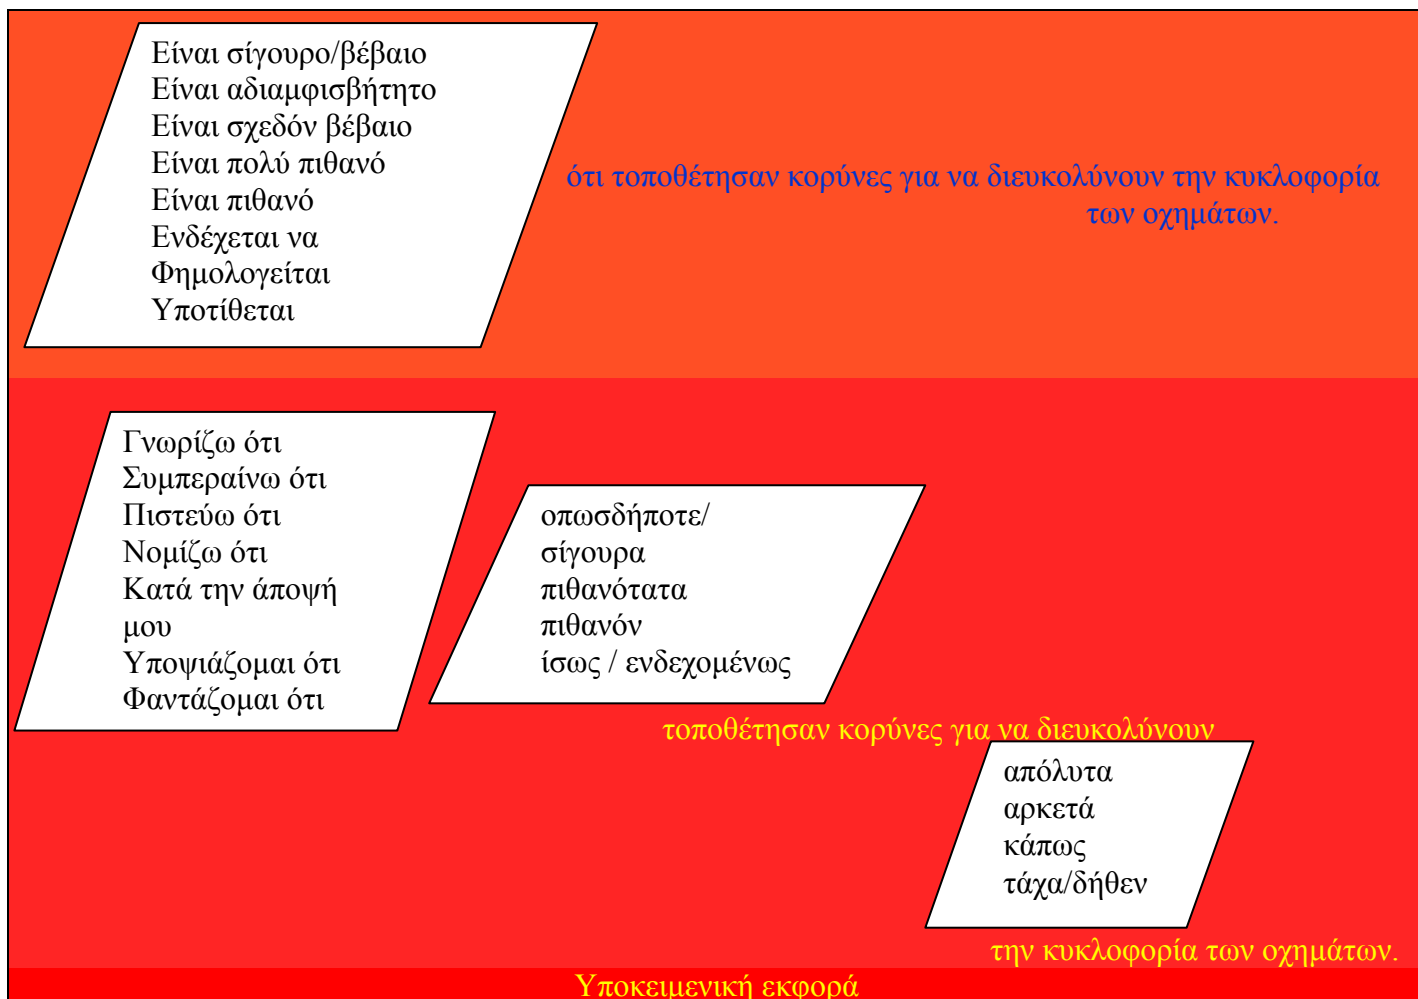 Είναι σίγουρο/βέβαιο
Είναι αδιαμφισβήτητο
Είναι σχεδόν βέβαιο
Είναι πολύ πιθανό
Είναι πιθανό
Ενδέχεται να
Φημολογείται
Υποτίθεται
ότι τοποθέτησαν κορύνες για να διευκολύνουν την κυκλοφορία
των οχημάτων.
Γνωρίζω ότι
Συμπεραίνω ότι
Πιστεύω ότι
Νομίζω ότι
Κατά την άποψή
μου
Υποψιάζομαι ότι
Φαντάζομαι ότι
οπωσδήποτε/
σίγουρα
πιθανότατα
πιθανόν
ίσως / ενδεχομένως
τοποθέτησαν κορύνες για να διευκολύνουν
απόλυτα
αρκετά
κάπως
τάχα/δήθεν
την κυκλοφορία των οχημάτων.
Υποκειμενική εκφορά